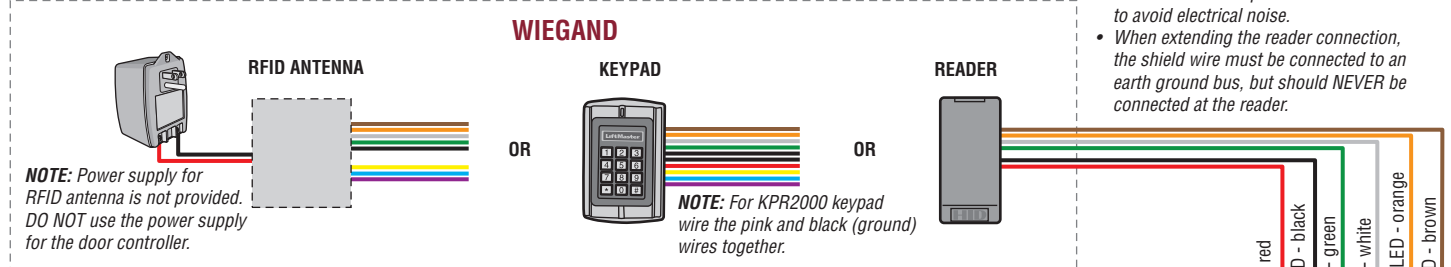 WIEGAND
RFID ANTENNA
KEYPAD
READER
to avoid electrical noise.
• When extending the reader connection,
the shield wire must be connected to an
earth ground bus, but should NEVER be
connected at the reader.
OR
OR
LiftMaster
1 2 3
4 5 6
7 8 9
* 0 #
NOTE: Power supply for
RFID antenna is not provided.
DO NOT use the power supply
for the door controller.
NOTE: For KPR2000 keypad
wire the pink and black (ground)
wires together.
red
D - black
- green
- white
LED - orange
D - brown